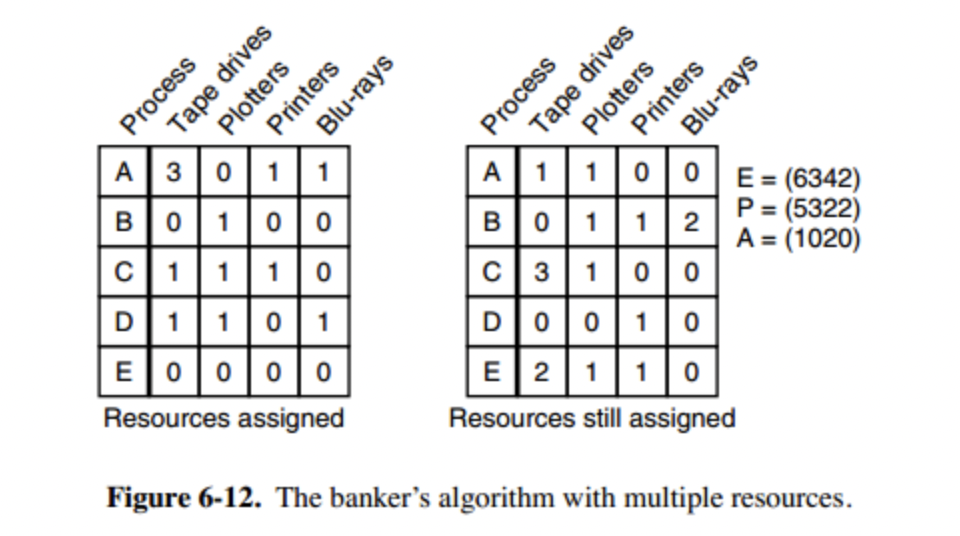 Process Tape drives Plotters Printers Blu-rays
A 3 0 1 1
B 0 1 0 0
C 1 1 1 0
D 1 1 0 1
E 0 0 0 0
Resources assigned
Process Tape drives Plotters Printers Blu-rays
A 1 1 0 0
B 0 1 1 2
C 3 1 0 0
D 0 0 1 0
E 2 1 1 0
Resources still assigned
E = (6342)
P = (5322)
A = (1020)
Figure 6-12. The banker’s algorithm with multiple resources.